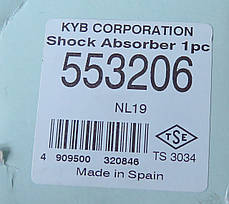 KYB CORPORATION
Shock Absorber 1pc
553206
NL19
TSE
4 909500 320846
TS 3034
Made in Spain